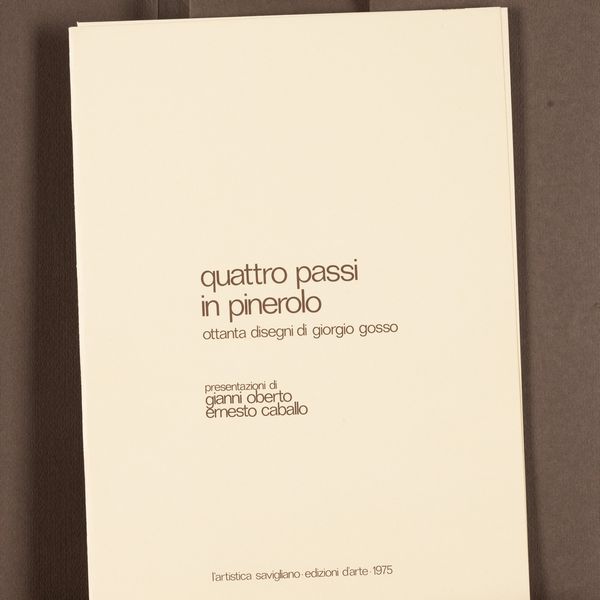 quattro passi
in pinerolo
ottanta disegni di giorgio gosso
presentazioni di
gianni oberto
ernesto caballo
l'artistica savigliano·edizioni d'arte·1975